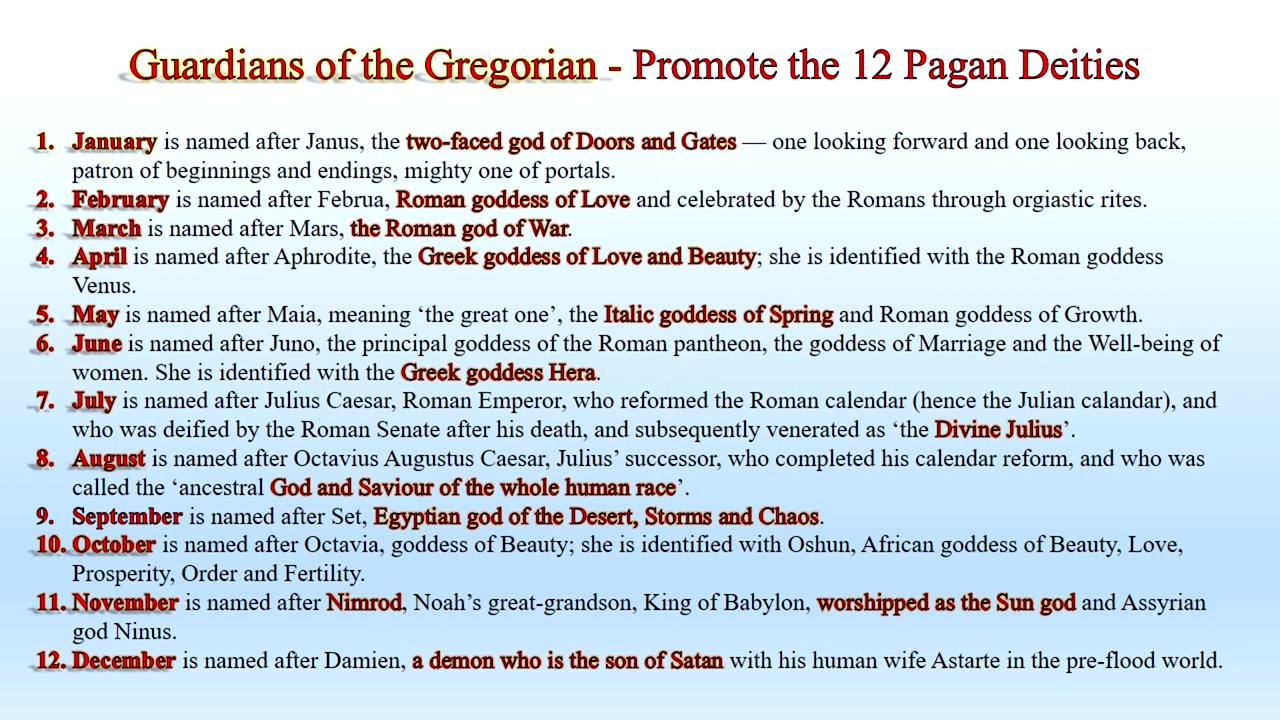 Guardians of the Gregorian - Promote the 12 Pagan Deities
1. January is named after Janus, the two-faced god of Doors and Gates — one looking forward and one looking back,
patron of beginnings and endings, mighty one of portals.
2. February is named after Februa, Roman goddess of Love and celebrated by the Romans through orgiastic rites.
3. March is named after Mars, the Roman god of War.
4. April is named after Aphrodite, the Greek goddess of Love and Beauty; she is identified with the Roman goddess
Venus.
5. May is named after Maia, meaning ‘the great one’, the Italic goddess of Spring and Roman goddess of Growth.
6. June is named after Juno, the principal goddess of the Roman pantheon, the goddess of Marriage and the Well-being of
women. She is identified with the Greek goddess Hera.
7. July is named after Julius Caesar, Roman Emperor, who reformed the Roman calendar (hence the Julian calandar), and
who was deified by the Roman Senate after his death, and subsequently venerated as ‘the Divine Julius’.
8. August is named after Octavius Augustus Caesar, Julius’ successor, who completed his calendar reform, and who was
called the ‘ancestral God and Saviour of the whole human race’.
9. September is named after Set, Egyptian god of the Desert, Storms and Chaos.
10. October is named after Octavia, goddess of Beauty; she is identified with Oshun, African goddess of Beauty, Love,
Prosperity, Order and Fertility.
11. November is named after Nimrod, Noah’s great-grandson, King of Babylon, worshipped as the Sun god and Assyrian
god Ninus.
12. December is named after Damien, a demon who is the son of Satan with his human wife Astarte in the pre-flood world.